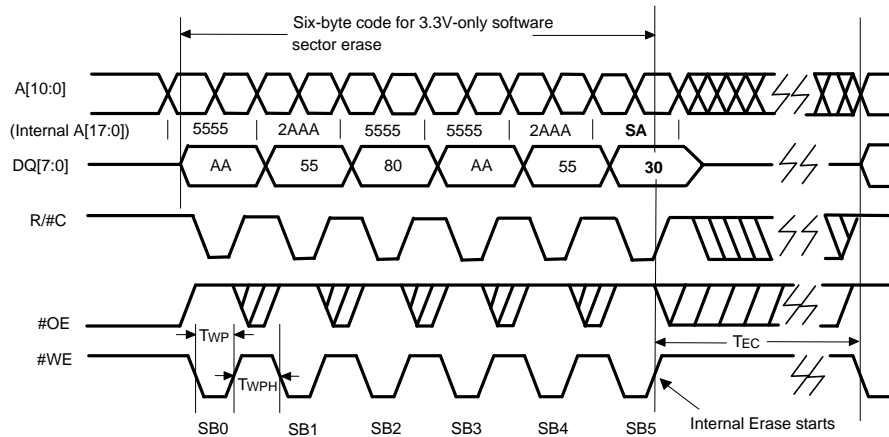 Six-byte code for 3.3V-only software
sector erase
A[10:0]
(Internal A[17:0]) 5555 2AAA 5555 5555 2AAA SA
DQ[7:0] AA 55 80 AA 55 30
R/#C
#OE
TWP
TEC
#WE
TWPH
SB0 SB1 SB2 SB3 SB4 SB5
Internal Erase starts